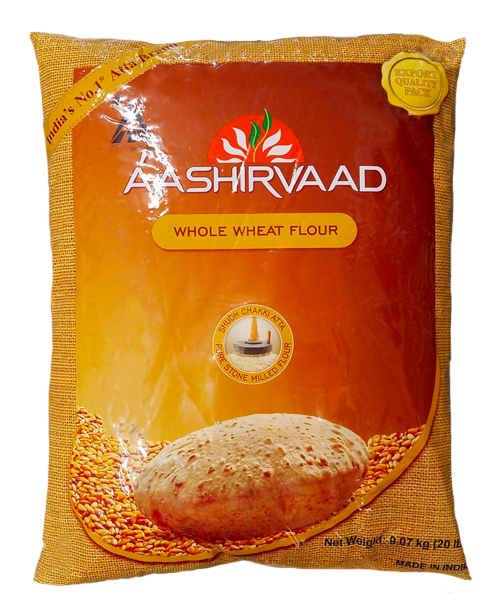 India's No.1* Atta Brand
EXPORT
QUALITY
PACK
AASHIRVAAD
WHOLE WHEAT FLOUR
SHUDH CHAKKI ATTA
PURE STONE MILLED FLOUR
Net Weight: 9.07 kg (20 lb
MADE IN INDIA